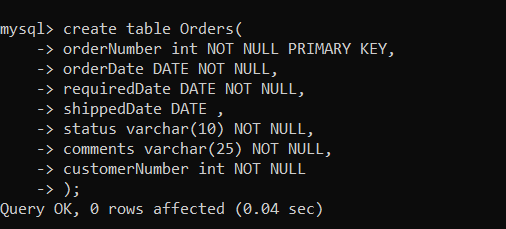 mysql> create table Orders(
    -> orderNumber int NOT NULL PRIMARY KEY,
    -> orderDate DATE NOT NULL,
    -> requiredDate DATE NOT NULL,
    -> shippedDate DATE ,
    -> status varchar(10) NOT NULL,
    -> comments varchar(25) NOT NULL,
    -> customerNumber int NOT NULL
    -> );
Query OK, 0 rows affected (0.04 sec)